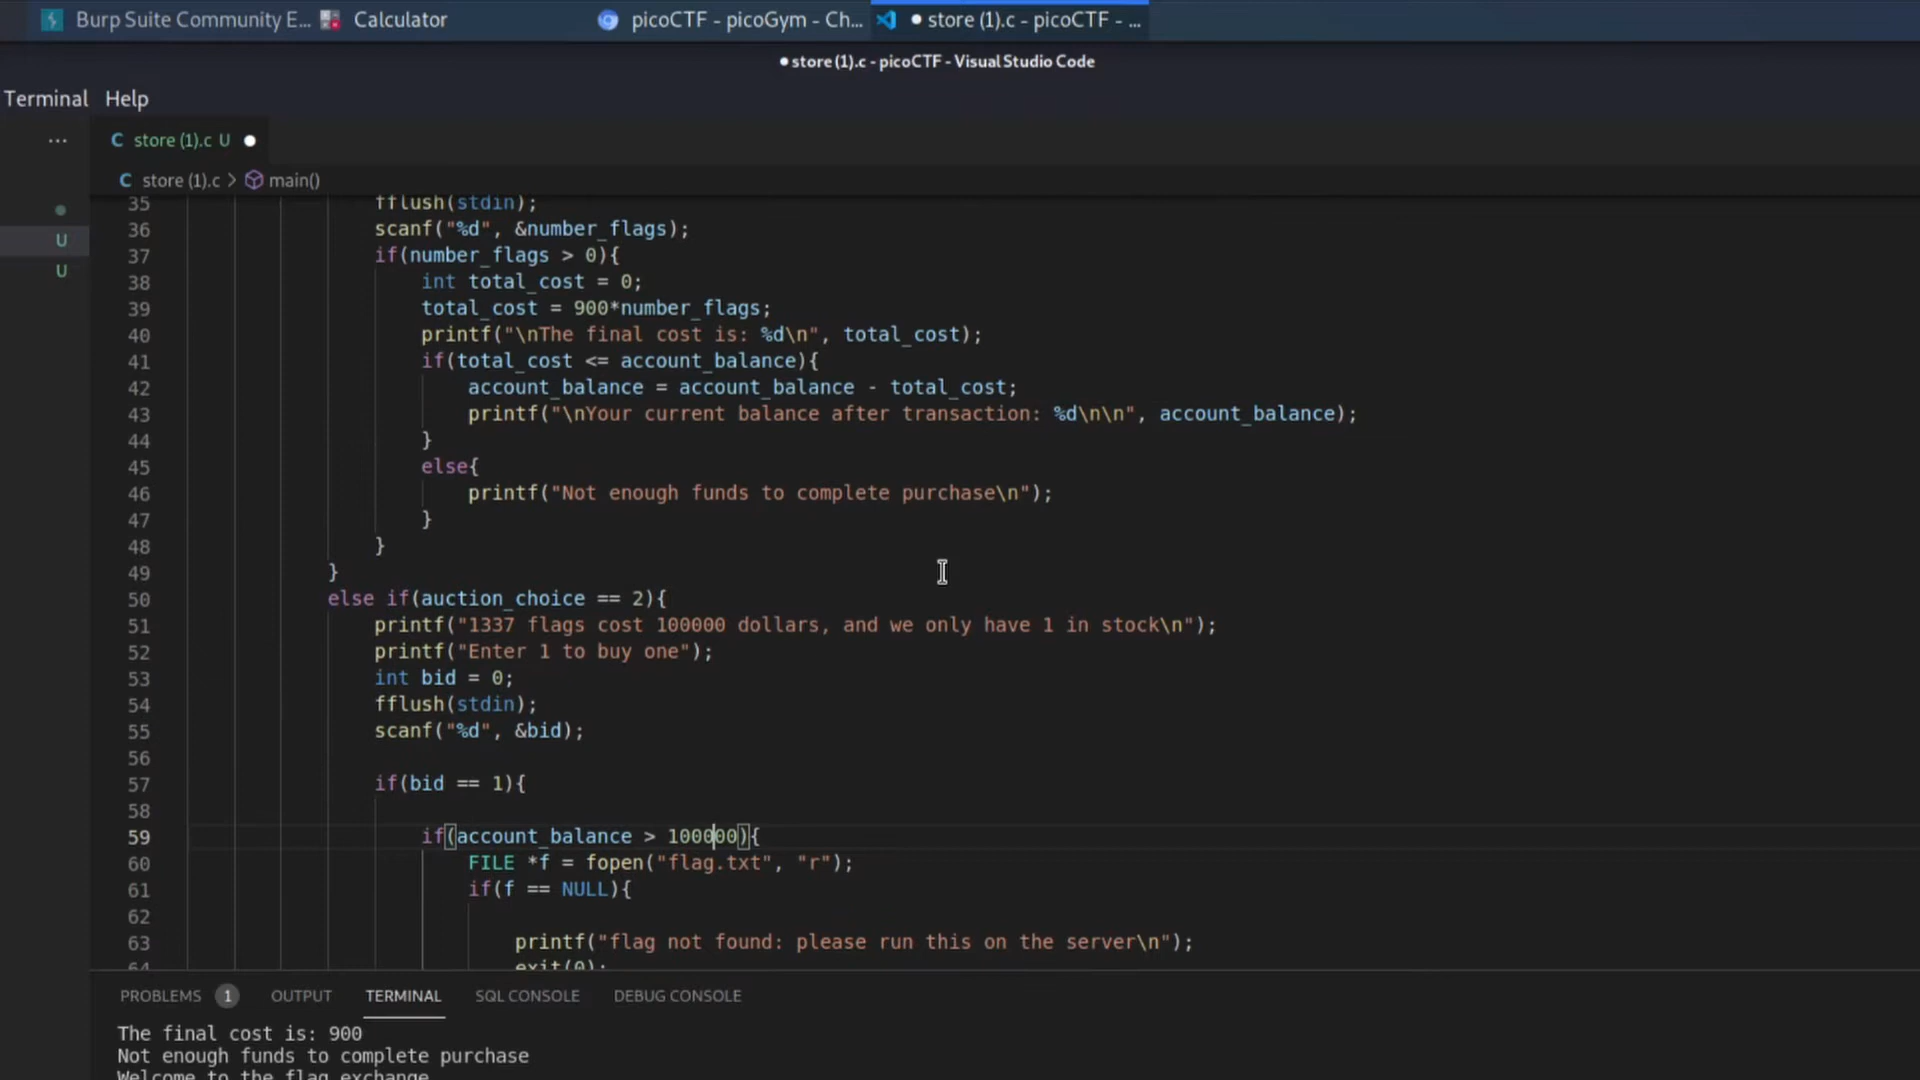 Burp Suite Community E... Calculator picoCTF - picoGym - Ch... ● store (1).c - picoCTF - ...
● store (1).c - picoCTF - Visual Studio Code
Terminal Help
... C store (1).c U ●
C store (1).c > main()
35 fflush(stdin);
36 scanf("%d", &number_flags);
U
37 if(number_flags > 0){
U
38 int total_cost = 0;
39 total_cost = 900*number_flags;
40 printf("\nThe final cost is: %d\n", total_cost);
41 if(total_cost <= account_balance){
42 account_balance = account_balance - total_cost;
43 printf("\nYour current balance after transaction: %d\n\n", account_balance);
44 }
45 else{
46 printf("Not enough funds to complete purchase\n");
47 }
48 }
49 }
50 else if(auction_choice == 2){
51 printf("1337 flags cost 100000 dollars, and we only have 1 in stock\n");
52 printf("Enter 1 to buy one");
53 int bid = 0;
54 fflush(stdin);
55 scanf("%d", &bid);
56
57 if(bid == 1){
58
59 if(account_balance > 100000){
60 FILE *f = fopen("flag.txt", "r");
61 if(f == NULL){
62
63 printf("flag not found: please run this on the server\n");
64 exit(0);
PROBLEMS 1 OUTPUT TERMINAL SQL CONSOLE DEBUG CONSOLE
The final cost is: 900
Not enough funds to complete purchase
Welcome to the flag exchange